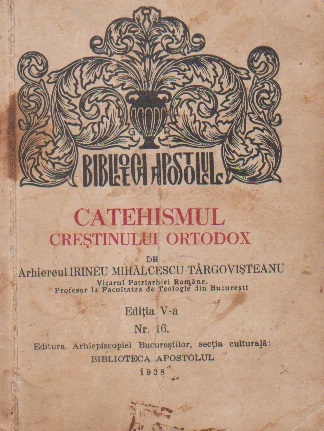 BIBLIOTECA APOSTOLUL
CATEHISMUL
CREȘTINULUI ORTODOX
DE
Arhiereul IRINEU MIHĂLCESCU-TÂRGOVIȘTEANU
Vicarul Patriarhiei Române,
Profesor la Facultatea de Teologie din București
Ediția V-a
Nr. 16.
Editura Arhiepiscopiei Bucureștilor, secția culturală:
BIBLIOTECA APOSTOLUL
1938